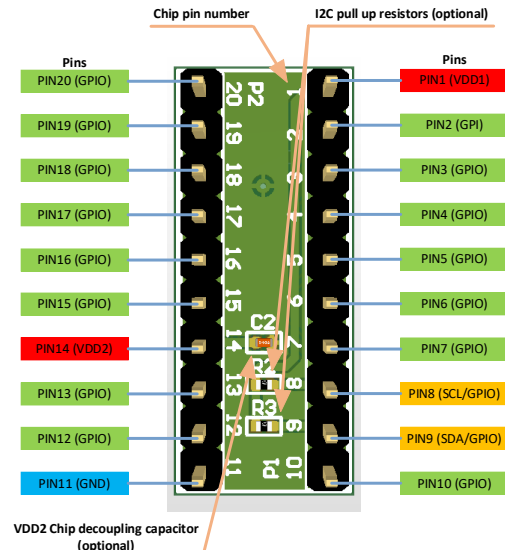 Chip pin number
I2C pull up resistors (optional)
Pins
Pins
PIN20 (GPIO)
PIN1 (VDD1)
PIN19 (GPIO)
PIN2 (GPI)
PIN18 (GPIO)
PIN3 (GPIO)
PIN17 (GPIO)
PIN4 (GPIO)
PIN16 (GPIO)
PIN5 (GPIO)
PIN15 (GPIO)
PIN6 (GPIO)
PIN14 (VDD2)
PIN7 (GPIO)
PIN13 (GPIO)
PIN8 (SCL/GPIO)
PIN12 (GPIO)
PIN9 (SDA/GPIO)
PIN11 (GND)
PIN10 (GPIO)
P2
20
19
18
17
16
15
14
13
12
11
1
2
3
4
5
6
7
8
9
10
C2
R3
P1
VDD2 Chip decoupling capacitor
(optional)